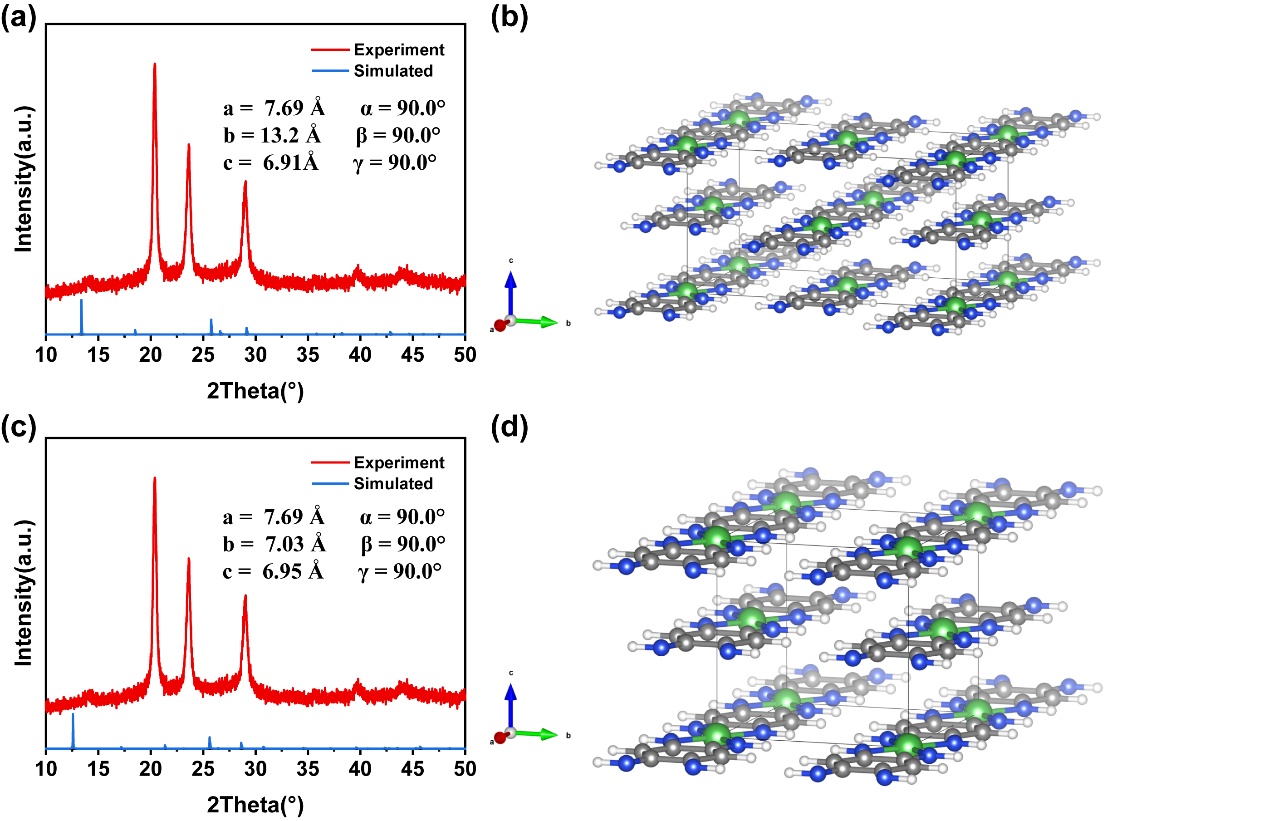 (a)
Intensity(a.u.)
Experiment
Simulated
a = 7.69 Å α = 90.0°
b = 13.2 Å β = 90.0°
c = 6.91Å γ = 90.0°
10 15 20 25 30 35 40 45 50
2Theta(°)
(b)
c
a
b
(c)
Intensity(a.u.)
Experiment
Simulated
a = 7.69 Å α = 90.0°
b = 7.03 Å β = 90.0°
c = 6.95 Å γ = 90.0°
10 15 20 25 30 35 40 45 50
2Theta(°)
(d)
c
a
b